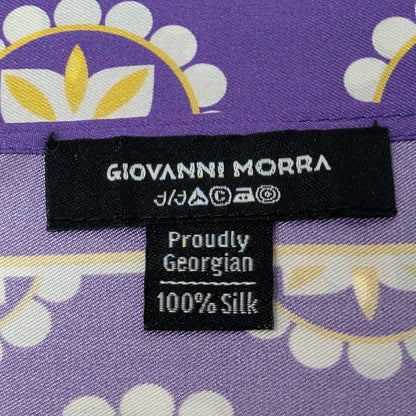 GIOVANNI MORRA
Proudly
Georgian
100% Silk